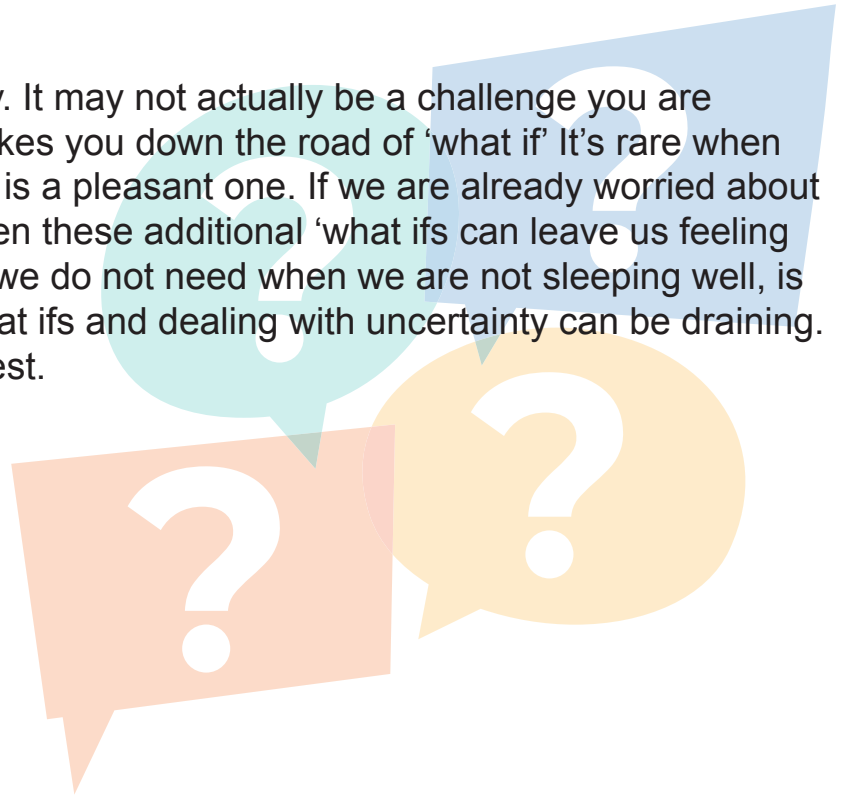 y. It may not actually be a challenge you are
kes you down the road of ‘what if’ It’s rare when
is a pleasant one. If we are already worried about
en these additional ‘what ifs can leave us feeling
we do not need when we are not sleeping well, is
at ifs and dealing with uncertainty can be draining.
est.
?
?
?
?